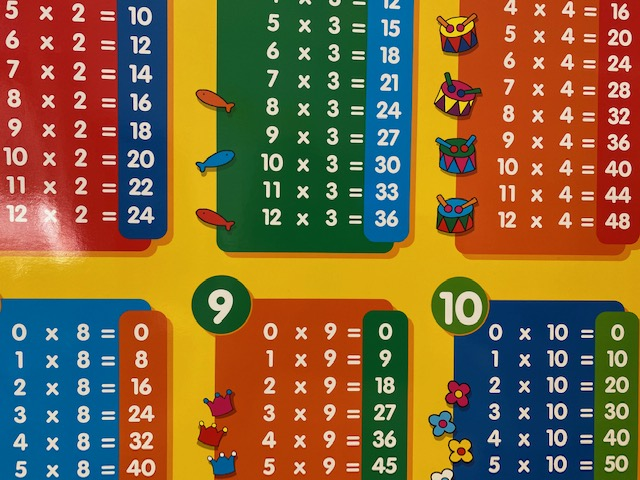 5 x 2 = 10
6 x 2 = 12
7 x 2 = 14
8 x 2 = 16
9 x 2 = 18
10 x 2 = 20
11 x 2 = 22
12 x 2 = 24
4 x 3 = 12
5 x 3 = 15
6 x 3 = 18
7 x 3 = 21
8 x 3 = 24
9 x 3 = 27
10 x 3 = 30
11 x 3 = 33
12 x 3 = 36
4 x 4 = 16
5 x 4 = 20
6 x 4 = 24
7 x 4 = 28
8 x 4 = 32
9 x 4 = 36
10 x 4 = 40
11 x 4 = 44
12 x 4 = 48
0 x 8 = 0
1 x 8 = 8
2 x 8 = 16
3 x 8 = 24
4 x 8 = 32
5 x 8 = 40
9
0 x 9 = 0
1 x 9 = 9
2 x 9 = 18
3 x 9 = 27
4 x 9 = 36
5 x 9 = 45
10
0 x 10 = 0
1 x 10 = 10
2 x 10 = 20
3 x 10 = 30
4 x 10 = 40
5 x 10 = 50